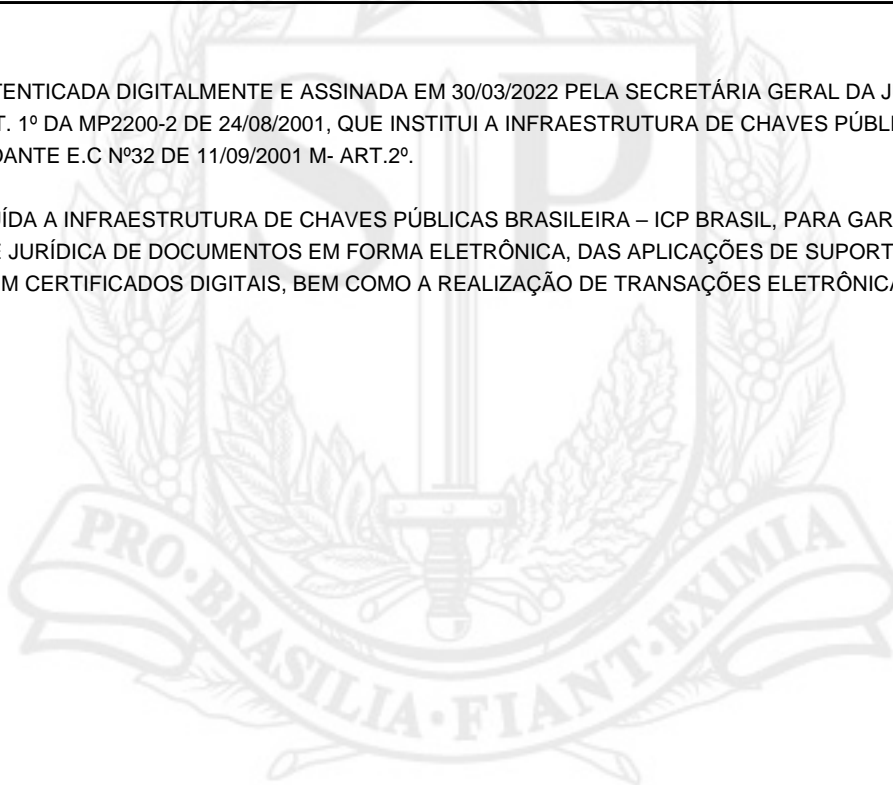 TENTICADA DIGITALMENTE E ASSINADA EM 30/03/2022 PELA SECRETÁRIA GERAL DA J
T. 1º DA MP2200-2 DE 24/08/2001, QUE INSTITUI A INFRAESTRUTURA DE CHAVES PÚBL
DANTE E.C Nº32 DE 11/09/2001 M- ART.2º.
ÍDA A INFRAESTRUTURA DE CHAVES PÚBLICAS BRASILEIRA – ICP BRASIL, PARA GAR
E JURÍDICA DE DOCUMENTOS EM FORMA ELETRÔNICA, DAS APLICAÇÕES DE SUPORT
M CERTIFICADOS DIGITAIS, BEM COMO A REALIZAÇÃO DE TRANSAÇÕES ELETRÔNICA
SP
PRO·BRASILIA·FIANT·EXIMIA